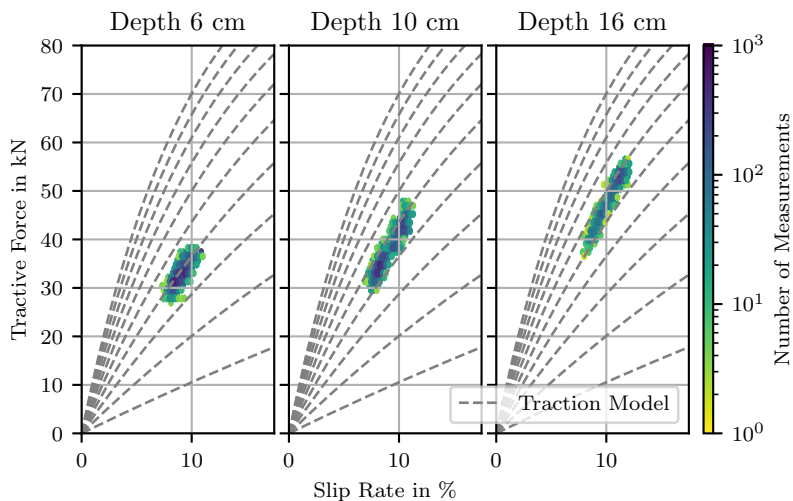 Depth 6 cm
Depth 10 cm
Depth 16 cm
80
70
60
50
40
30
20
10
0
Tractive Force in kN
0 10
0 10
0 10
Slip Rate in %
Traction Model
10³
10²
10¹
10⁰
Number of Measurements